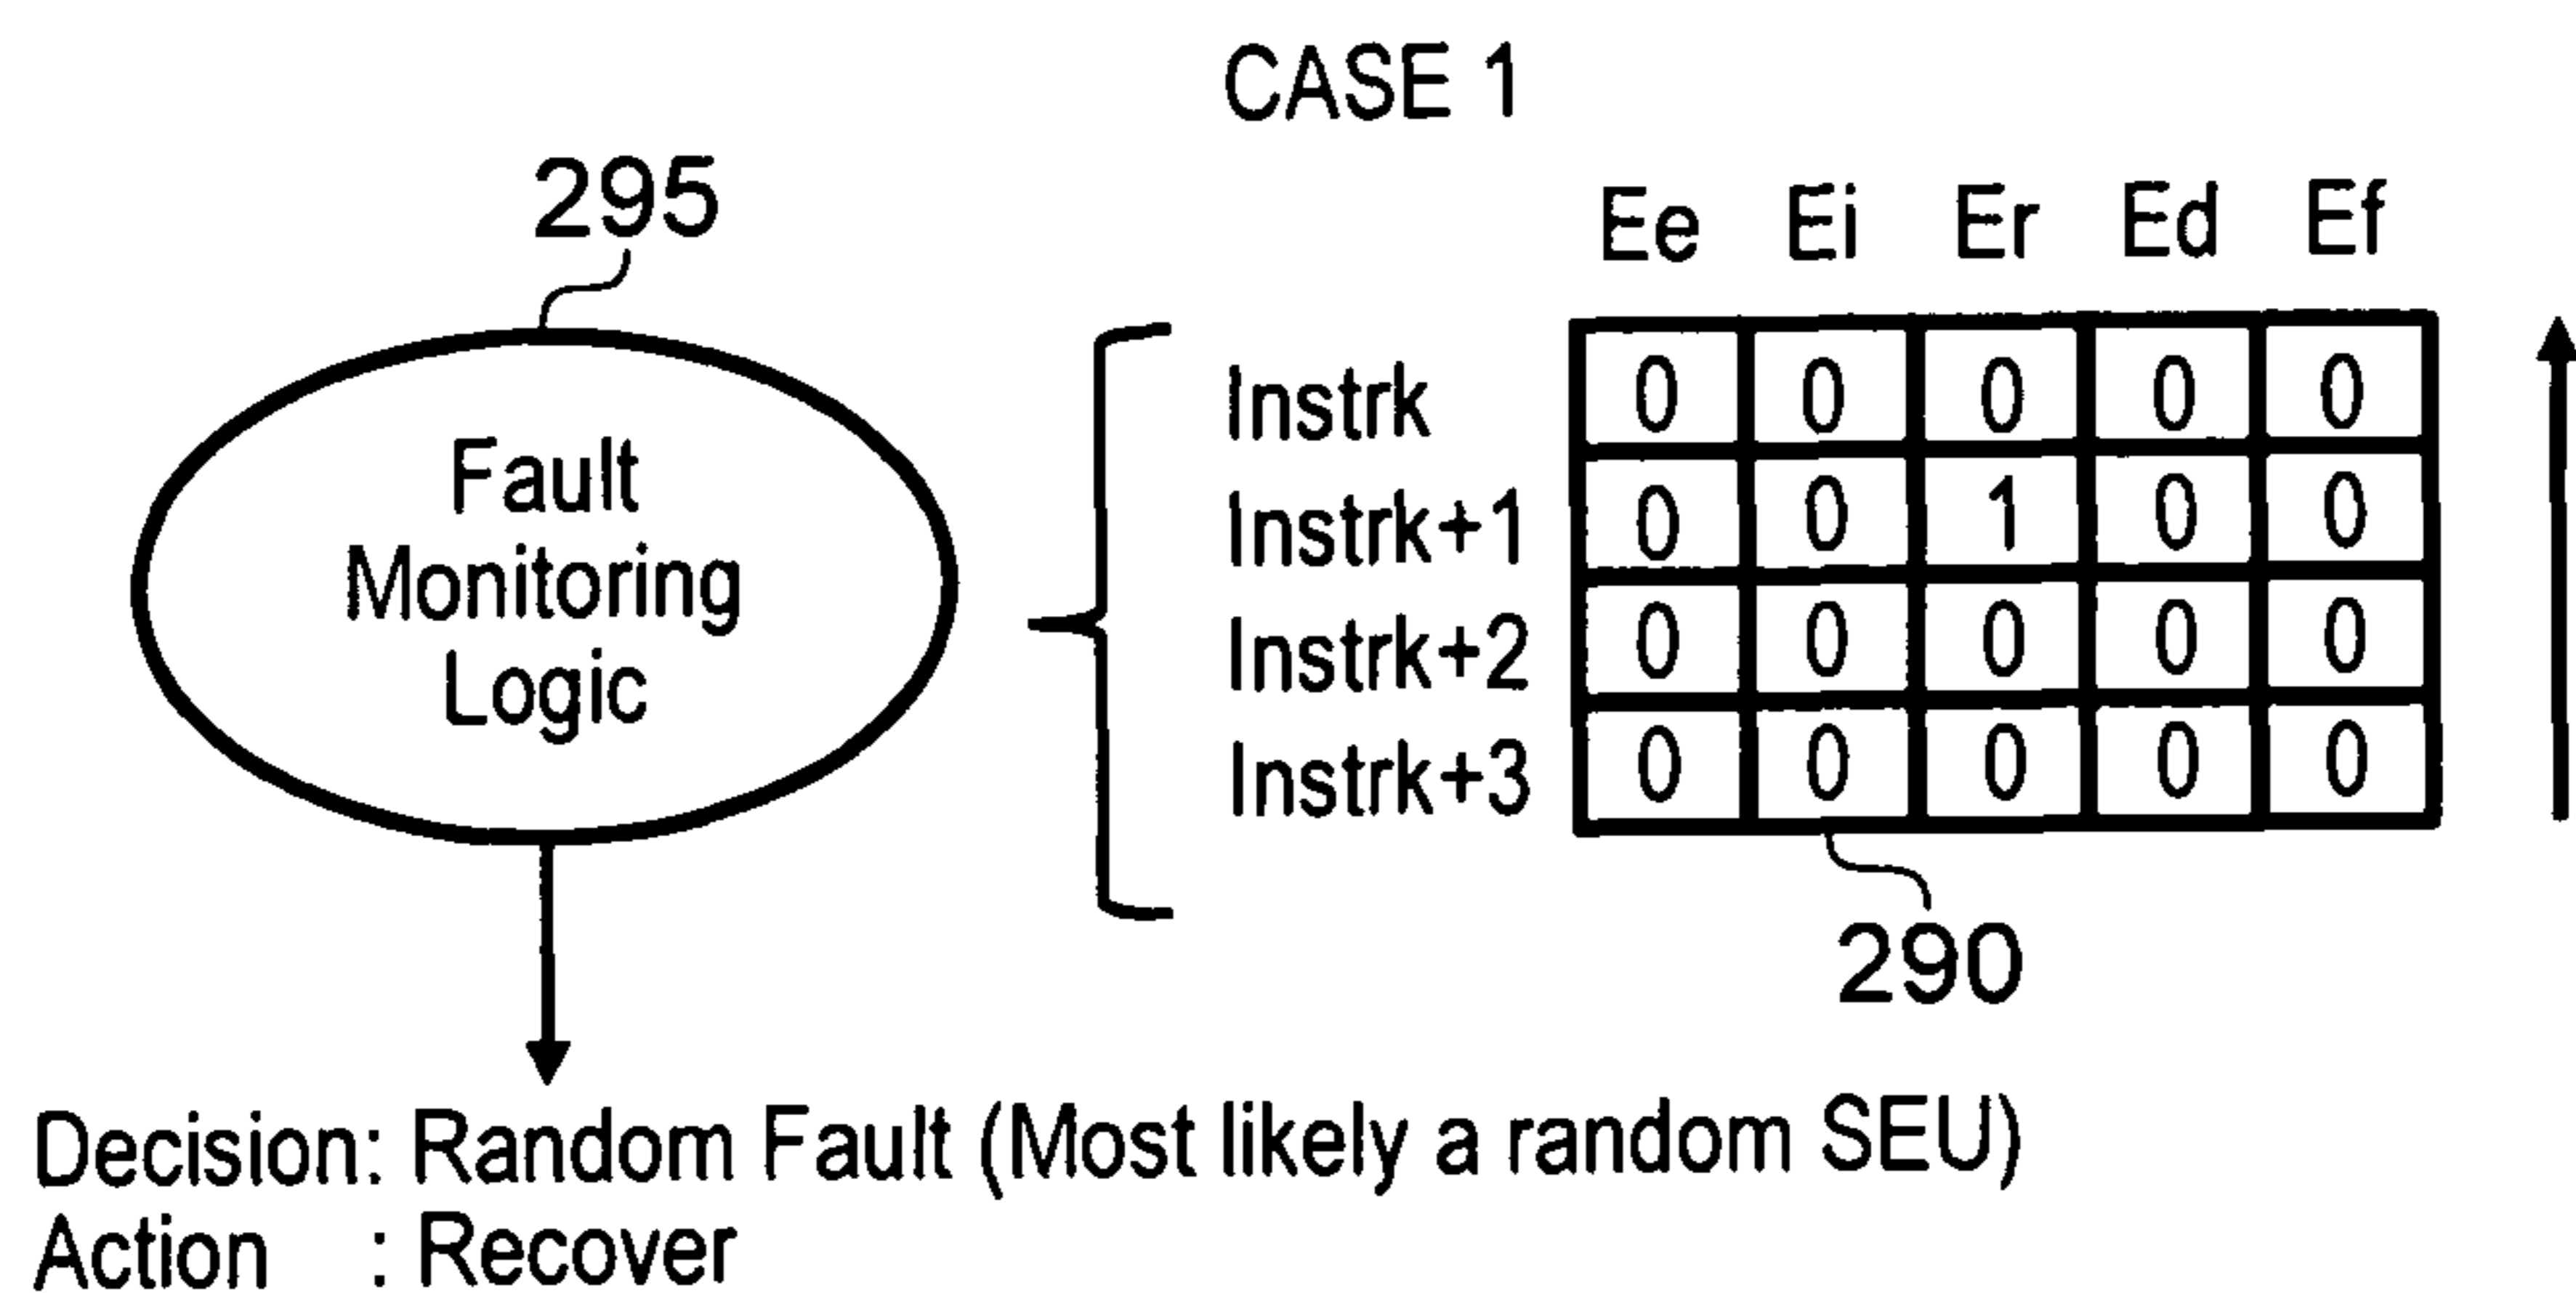 CASE 1
295
Ee Ei Er Ed Ef
Fault
Monitoring
Logic
Instrk 0 0 0 0 0
Instrk+1 0 0 1 0 0
Instrk+2 0 0 0 0 0
Instrk+3 0 0 0 0 0
290
Decision: Random Fault (Most likely a random SEU)
Action : Recover